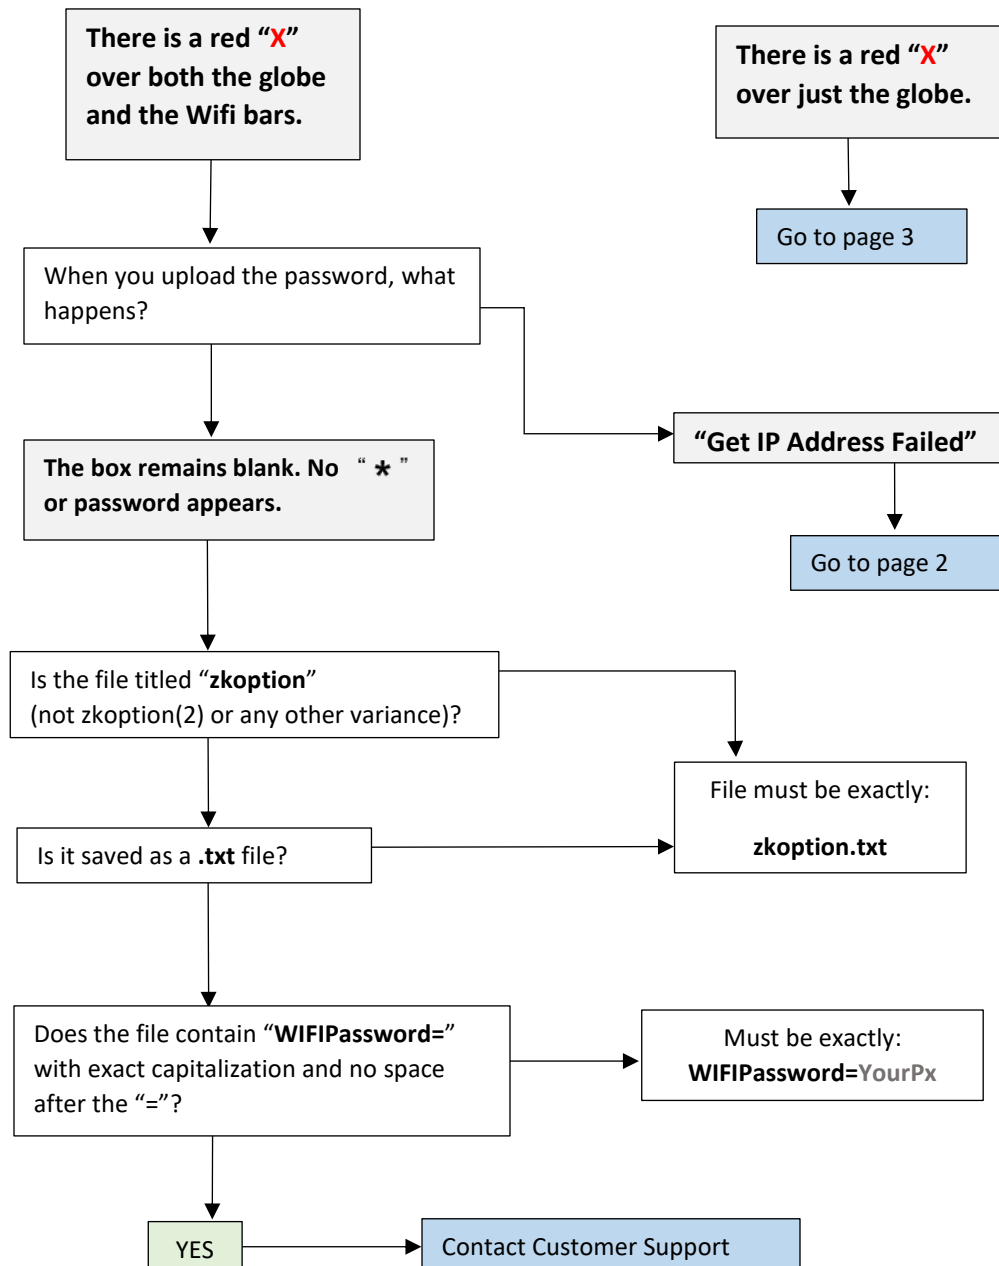 There is a red “X”
over both the globe
and the Wifi bars.
There is a red “X”
over just the globe.
Go to page 3
When you upload the password, what
happens?
“Get IP Address Failed”
The box remains blank. No “ * ”
or password appears.
Go to page 2
Is the file titled “zkoption”
(not zkoption(2) or any other variance)?
File must be exactly:
zkoption.txt
Is it saved as a .txt file?
Does the file contain “WIFIPassword=”
with exact capitalization and no space
after the “=”?
Must be exactly:
WIFIPassword=YourPx
YES
Contact Customer Support